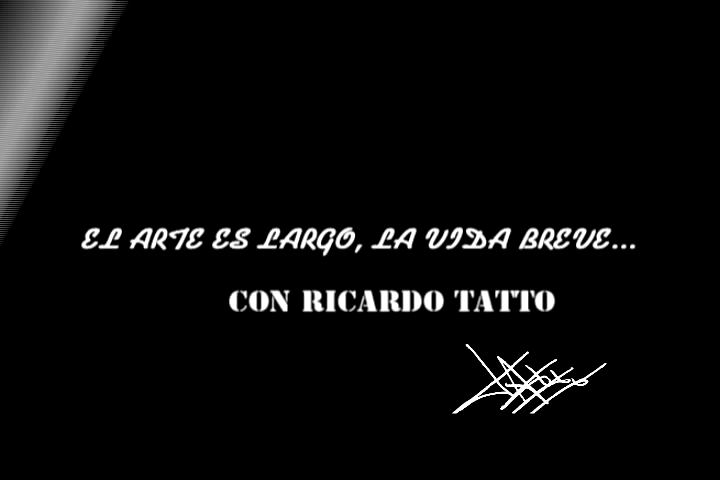 EL ARTE ES LARGO, LA VIDA BREVE...
CON RICARDO TATTO